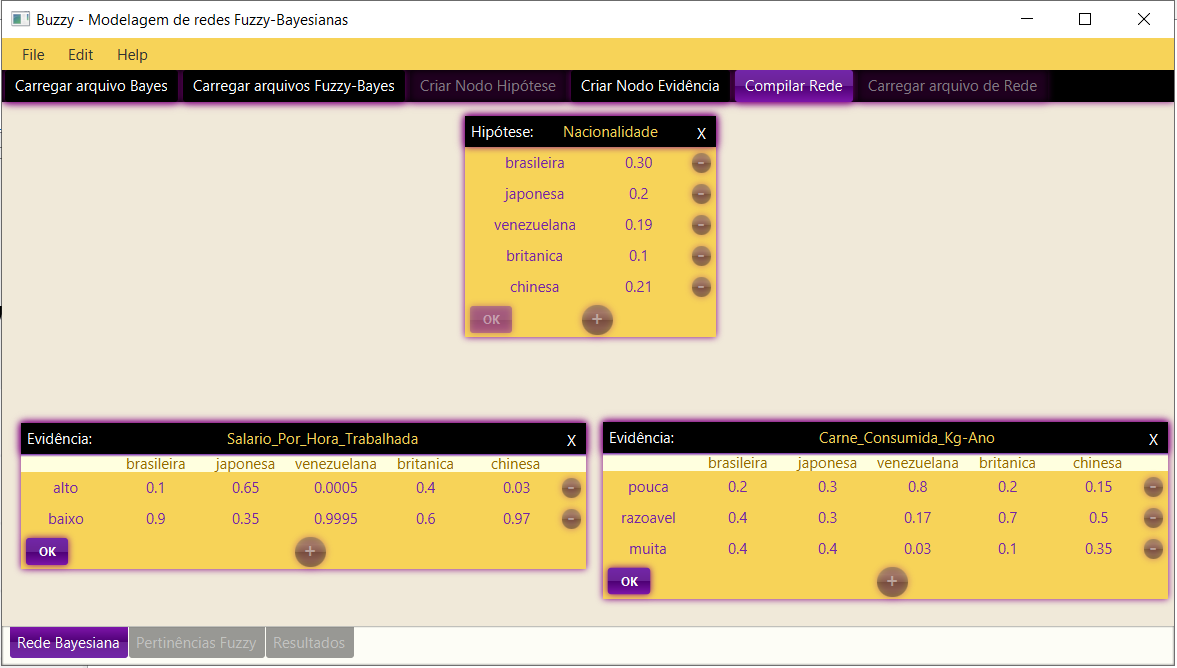 Buzzy - Modelagem de redes Fuzzy-Bayesianas
File Edit Help
Carregar arquivo Bayes Carregar arquivos Fuzzy-Bayes Criar Nodo Hipótese Criar Nodo Evidência Compilar Rede Carregar arquivo de Rede
Hipótese: Nacionalidade X
brasileira 0.30 -
japonesa 0.2 -
venezuelana 0.19 -
britanica 0.1 -
chinesa 0.21 -
OK +
Evidência: Salario_Por_Hora_Trabalhada X
brasileira japonesa venezuelana britanica chinesa
alto 0.1 0.65 0.0005 0.4 0.03 -
baixo 0.9 0.35 0.9995 0.6 0.97 -
OK +
Evidência: Carne_Consumida_Kg-Ano X
brasileira japonesa venezuelana britanica chinesa
pouca 0.2 0.3 0.8 0.2 0.15 -
razoavel 0.4 0.3 0.17 0.7 0.5 -
muita 0.4 0.4 0.03 0.1 0.35 -
OK +
Rede Bayesiana Pertinências Fuzzy Resultados